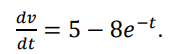 dv/dt = 5 − 8e^{−t}.